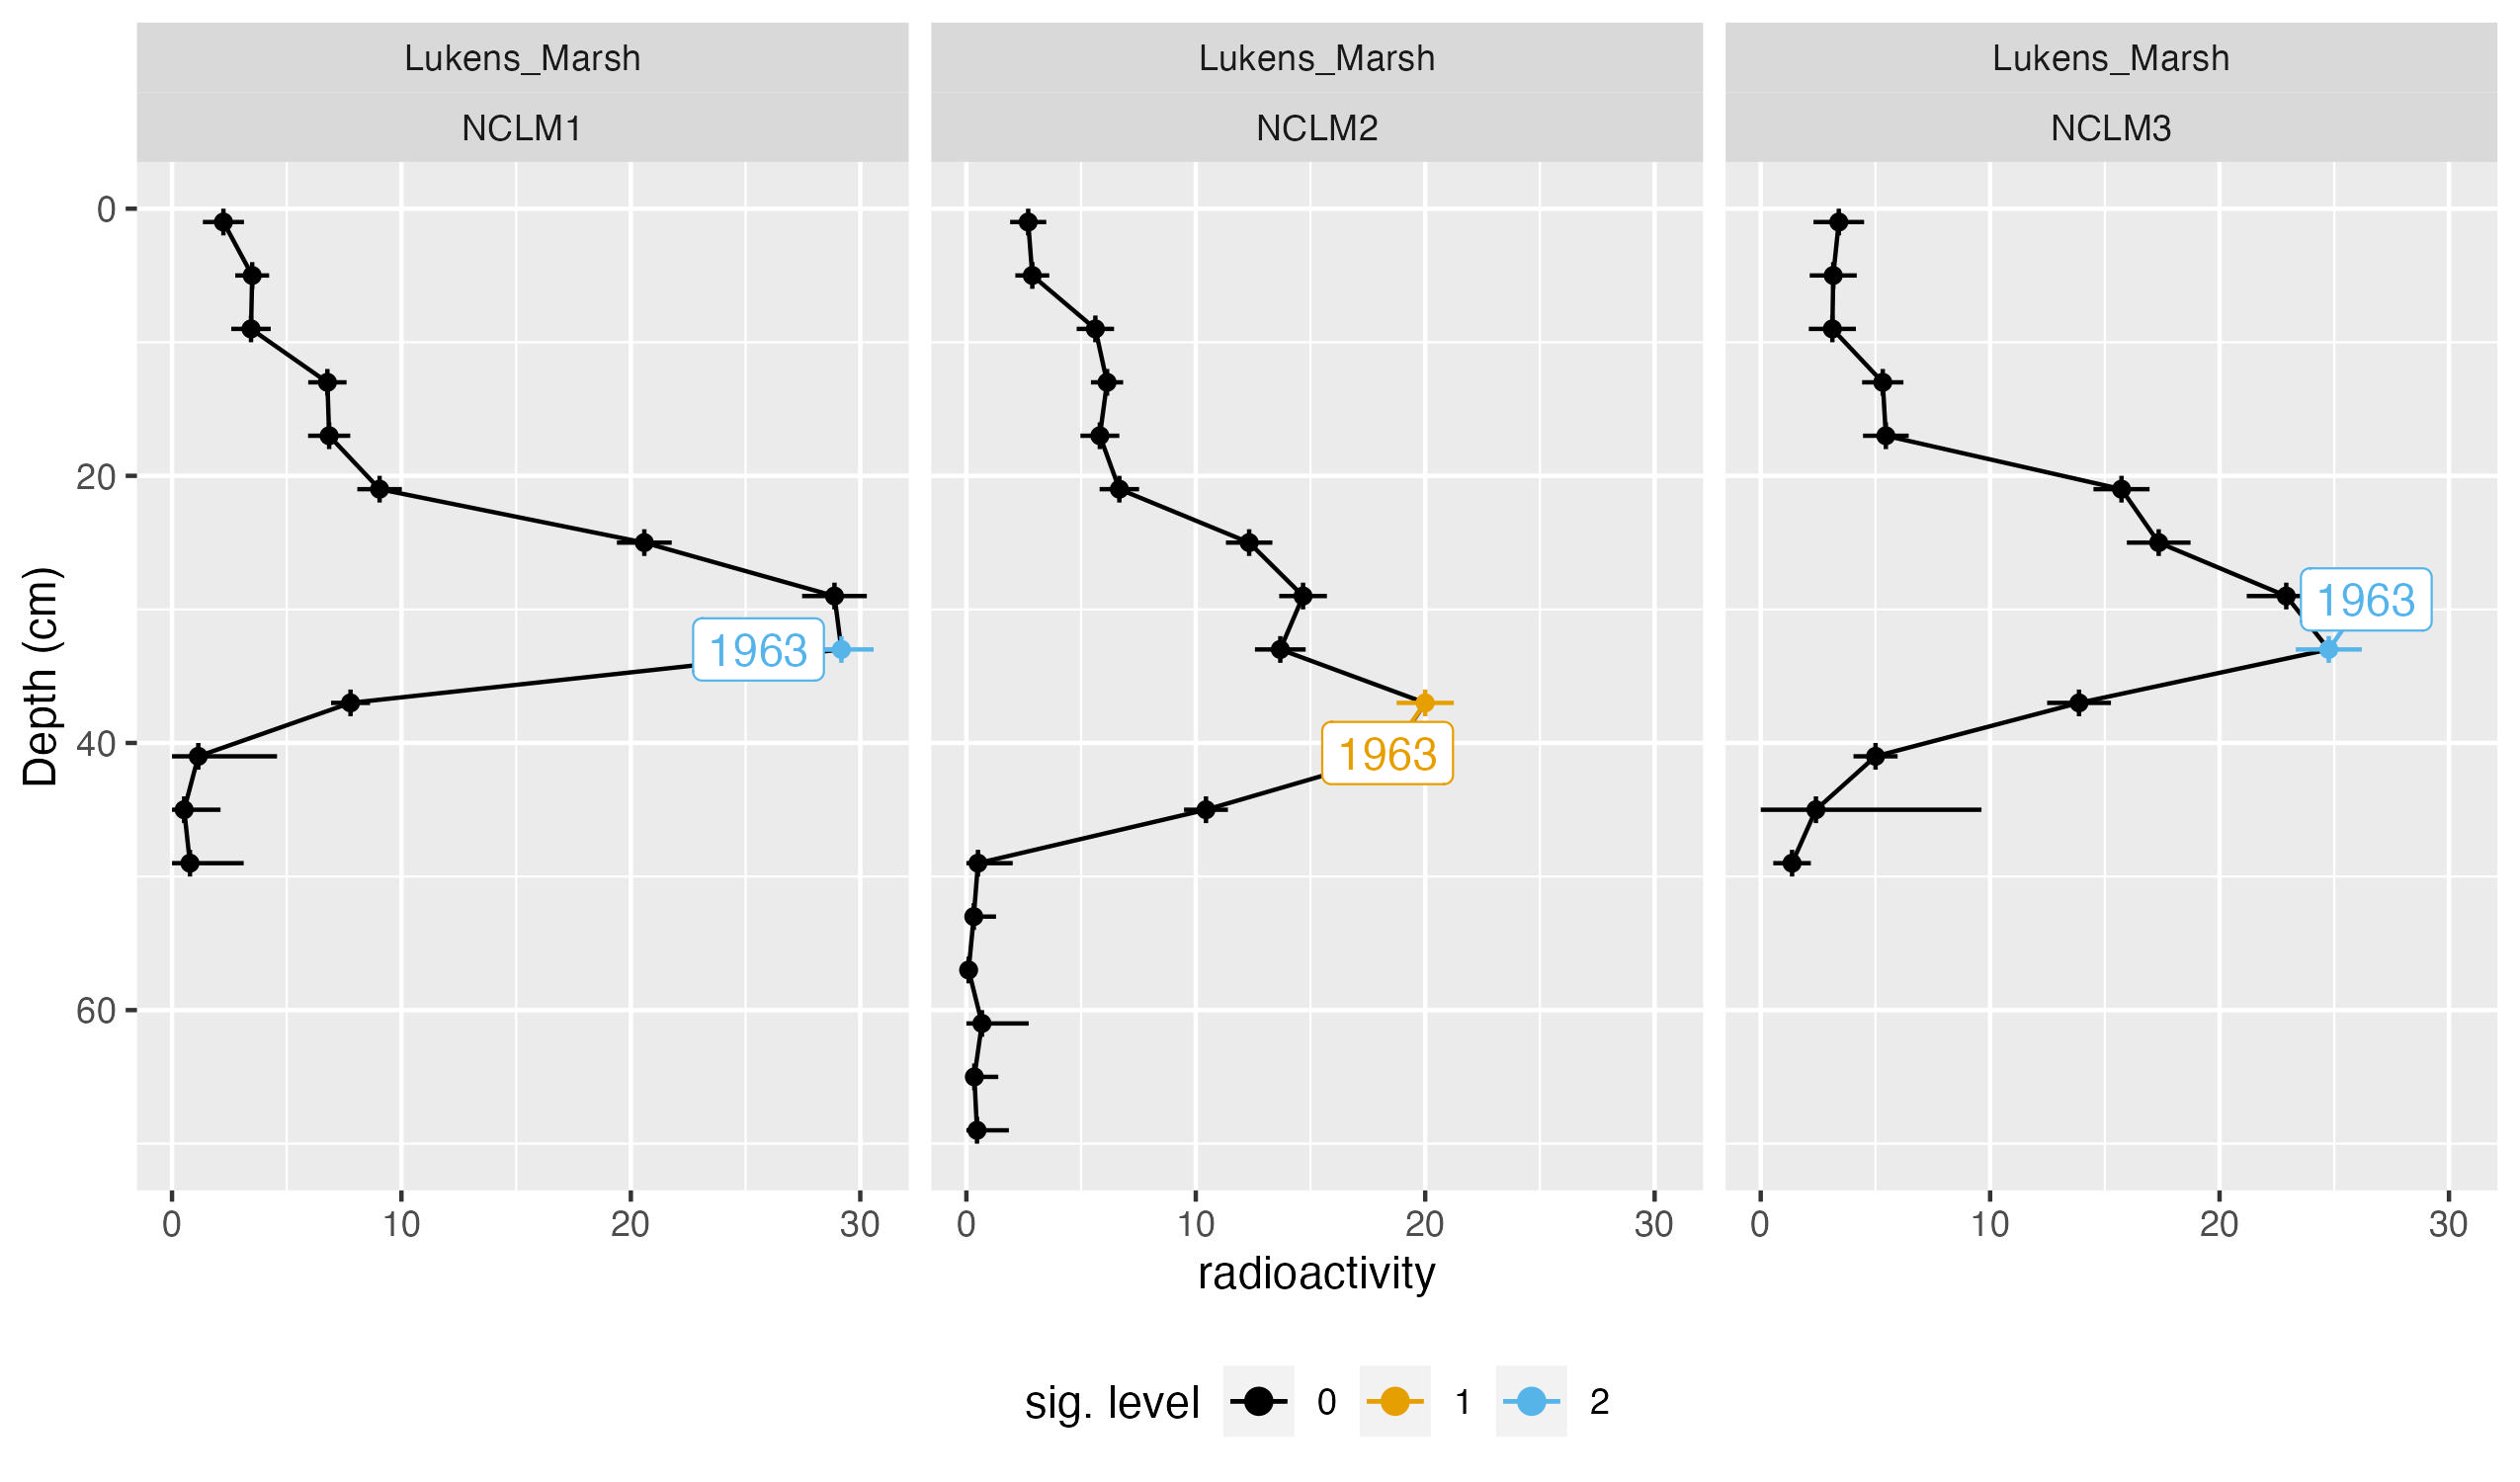 Lukens_Marsh Lukens_Marsh Lukens_Marsh
NCLM1 NCLM2 NCLM3
0
20
40
60
Depth (cm)
1963
1963
1963
0 10 20 30 0 10 20 30 0 10 20 30
radioactivity
sig. level 0 1 2